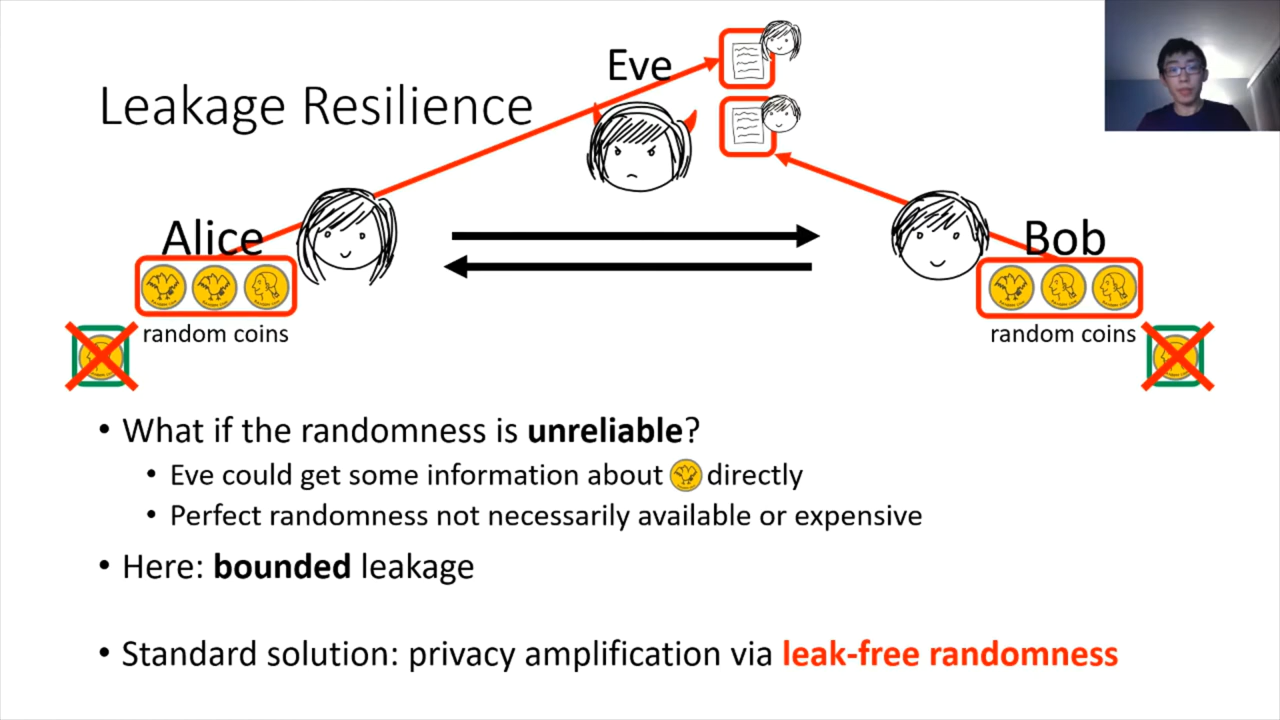 Eve
Leakage Resilience
Alice
Bob
random coins
random coins
• What if the randomness is unreliable?
• Eve could get some information about directly
• Perfect randomness not necessarily available or expensive
• Here: bounded leakage
• Standard solution: privacy amplification via leak-free randomness